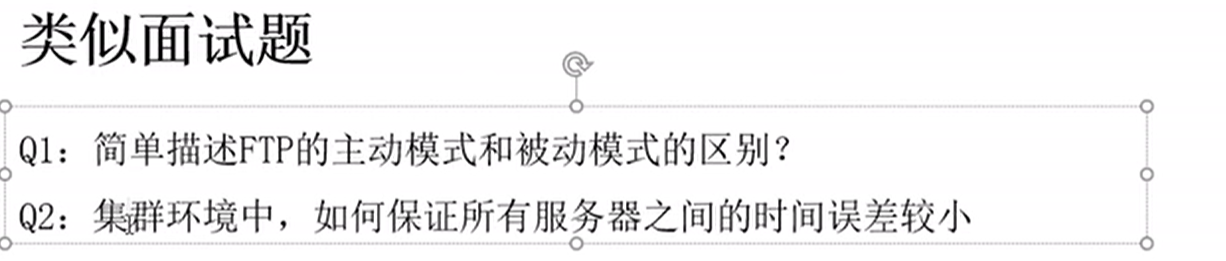 类似面试题
Q1：简单描述FTP的主动模式和被动模式的区别？
Q2：集群环境中，如何保证所有服务器之间的时间误差较小